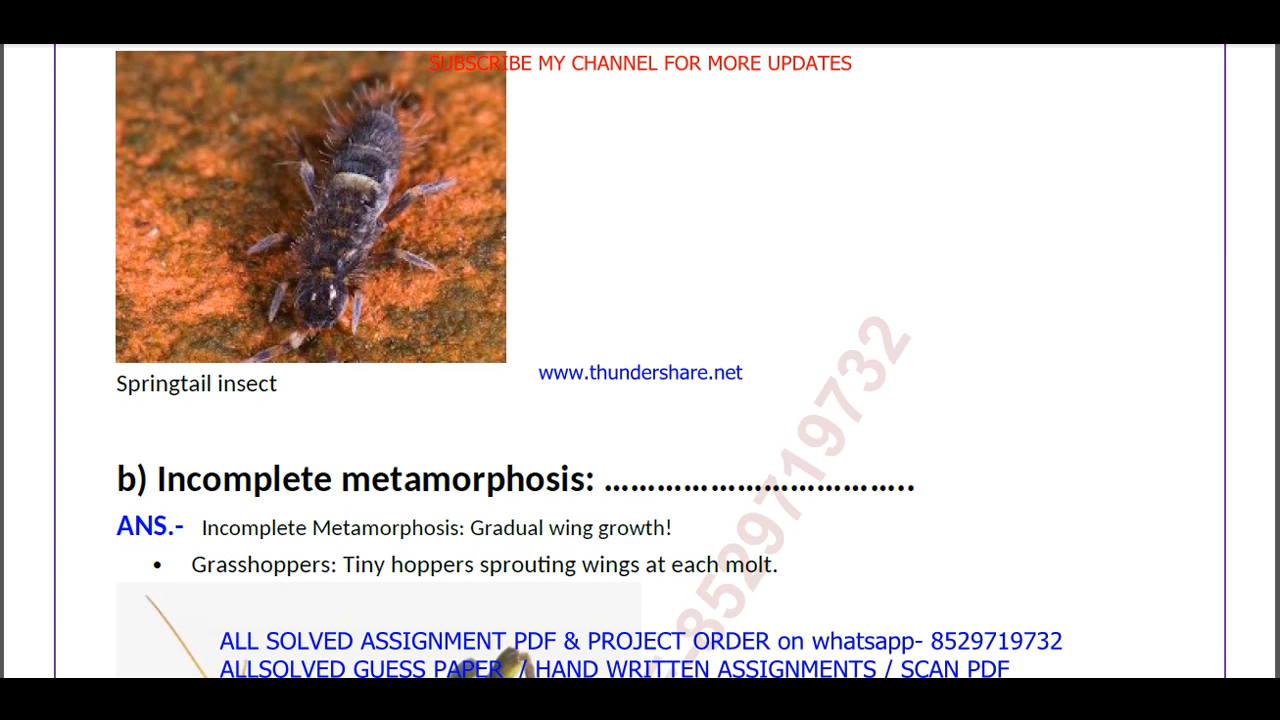 SUBSCRIBE MY CHANNEL FOR MORE UPDATES
www.thundershare.net
Springtail insect
b) Incomplete metamorphosis: ……………………………..
ANS.- Incomplete Metamorphosis: Gradual wing growth!
• Grasshoppers: Tiny hoppers sprouting wings at each molt.
-8529719732
ALL SOLVED ASSIGNMENT PDF & PROJECT ORDER on whatsapp- 8529719732
ALLSOLVED GUESS PAPER / HAND WRITTEN ASSIGNMENTS / SCAN PDF